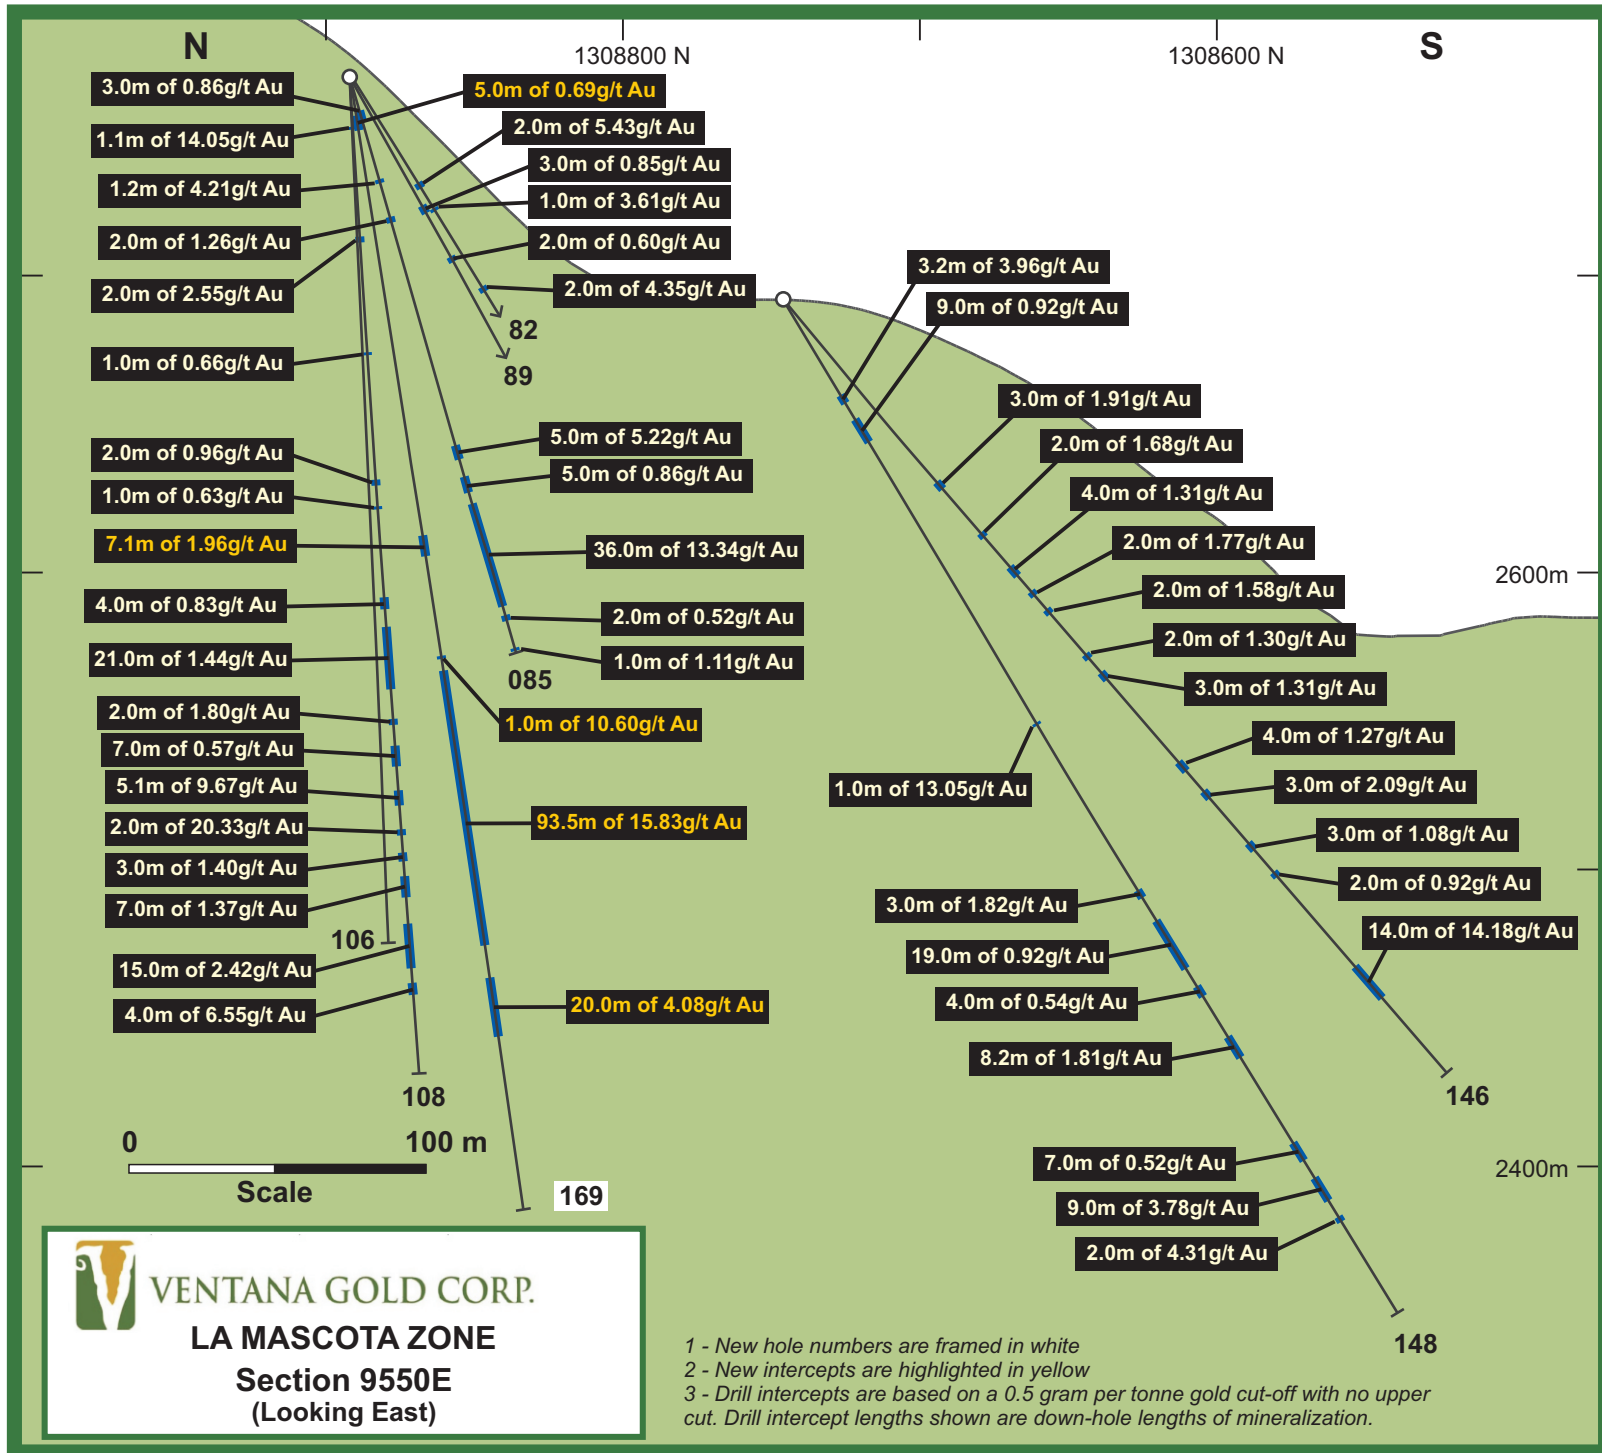 N
1308800 N
1308600 N
S
3.0m of 0.86g/t Au
5.0m of 0.69g/t Au
1.1m of 14.05g/t Au
2.0m of 5.43g/t Au
3.0m of 0.85g/t Au
1.2m of 4.21g/t Au
1.0m of 3.61g/t Au
2.0m of 1.26g/t Au
2.0m of 0.60g/t Au
2.0m of 2.55g/t Au
2.0m of 4.35g/t Au
82
89
3.2m of 3.96g/t Au
9.0m of 0.92g/t Au
1.0m of 0.66g/t Au
3.0m of 1.91g/t Au
2.0m of 0.96g/t Au
5.0m of 5.22g/t Au
2.0m of 1.68g/t Au
1.0m of 0.63g/t Au
5.0m of 0.86g/t Au
4.0m of 1.31g/t Au
7.1m of 1.96g/t Au
36.0m of 13.34g/t Au
2.0m of 1.77g/t Au
2600m
4.0m of 0.83g/t Au
2.0m of 0.52g/t Au
2.0m of 1.58g/t Au
21.0m of 1.44g/t Au
1.0m of 1.11g/t Au
2.0m of 1.30g/t Au
085
3.0m of 1.31g/t Au
2.0m of 1.80g/t Au
1.0m of 10.60g/t Au
4.0m of 1.27g/t Au
7.0m of 0.57g/t Au
5.1m of 9.67g/t Au
1.0m of 13.05g/t Au
3.0m of 2.09g/t Au
2.0m of 20.33g/t Au
93.5m of 15.83g/t Au
3.0m of 1.08g/t Au
3.0m of 1.40g/t Au
2.0m of 0.92g/t Au
7.0m of 1.37g/t Au
3.0m of 1.82g/t Au
14.0m of 14.18g/t Au
106
15.0m of 2.42g/t Au
19.0m of 0.92g/t Au
4.0m of 6.55g/t Au
20.0m of 4.08g/t Au
4.0m of 0.54g/t Au
8.2m of 1.81g/t Au
108
146
0
100 m
Scale
7.0m of 0.52g/t Au
2400m
169
9.0m of 3.78g/t Au
2.0m of 4.31g/t Au
148
VENTANA GOLD CORP.
LA MASCOTA ZONE
Section 9550E
(Looking East)
1 - New hole numbers are framed in white
2 - New intercepts are highlighted in yellow
3 - Drill intercepts are based on a 0.5 gram per tonne gold cut-off with no upper
cut. Drill intercept lengths shown are down-hole lengths of mineralization.